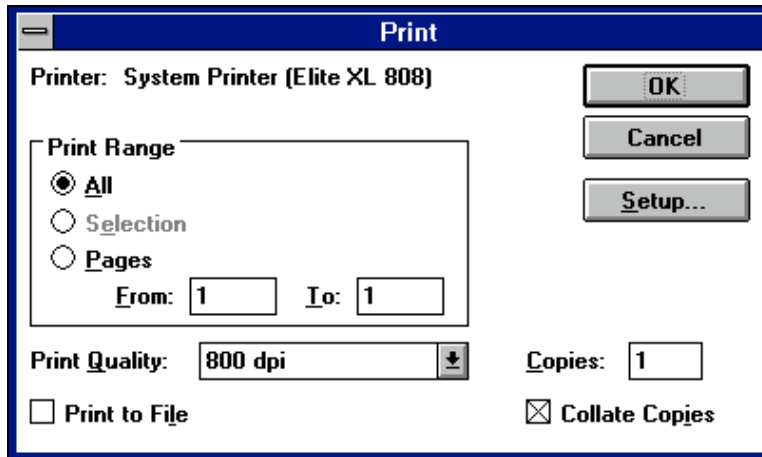 Print
Printer: System Printer (Elite XL 808)
OK
Cancel
Setup...
Print Range
All
Selection
Pages
From: 1 To: 1
Print Quality: 800 dpi
Copies: 1
Print to File
Collate Copies